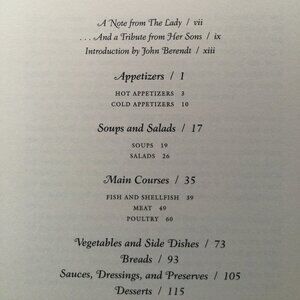 A Note from The Lady / vii
. . . And a Tribute from Her Sons / ix
Introduction by John Berendt / xiii
Appetizers / 1
HOT APPETIZERS 3
COLD APPETIZERS 10
Soups and Salads / 17
SOUPS 19
SALADS 26
Main Courses / 35
FISH AND SHELLFISH 39
MEAT 49
POULTRY 60
Vegetables and Side Dishes / 73
Breads / 93
Sauces, Dressings, and Preserves / 105
Desserts / 115